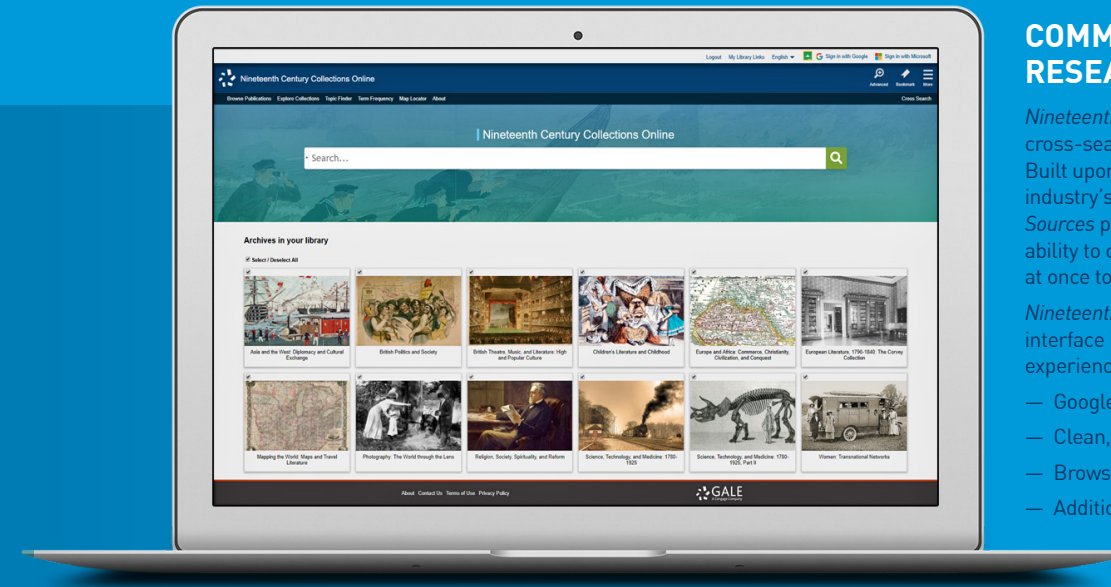 Logout My Library Links English Sign in with Google Sign in with Microsoft
Nineteenth Century Collections Online
Advanced Bookmark More
Browse Publications Explore Collections Topic Finder Term Frequency Map Locator About Cross Search
Nineteenth Century Collections Online
Search...
Archives in your library
Select / Deselect All
Asia and the West: Diplomacy and Cultural
Exchange
British Politics and Society
British Theatre, Music, and Literature: High
and Popular Culture
Children's Literature and Childhood
Europe and Africa: Commerce, Christianity,
Civilization, and Conquest
European Literature, 1790-1840: The Corvey
Collection
Mapping the World: Maps and Travel
Literature
Photography: The World through the Lens
Religion, Society, Spirituality, and Reform
Science, Technology, and Medicine: 1780-
1925
Science, Technology, and Medicine: 1780-
1925, Part II
Women: Transnational Networks
About Contact Us Terms of Use Privacy Policy
GALE
A Cengage Company
COMM
RESEA
Nineteenth
cross-sea
Built upon
industry's
Sources p
ability to c
at once to
Nineteenth
interface
experienc
— Google
— Clean,
— Brows
— Additio